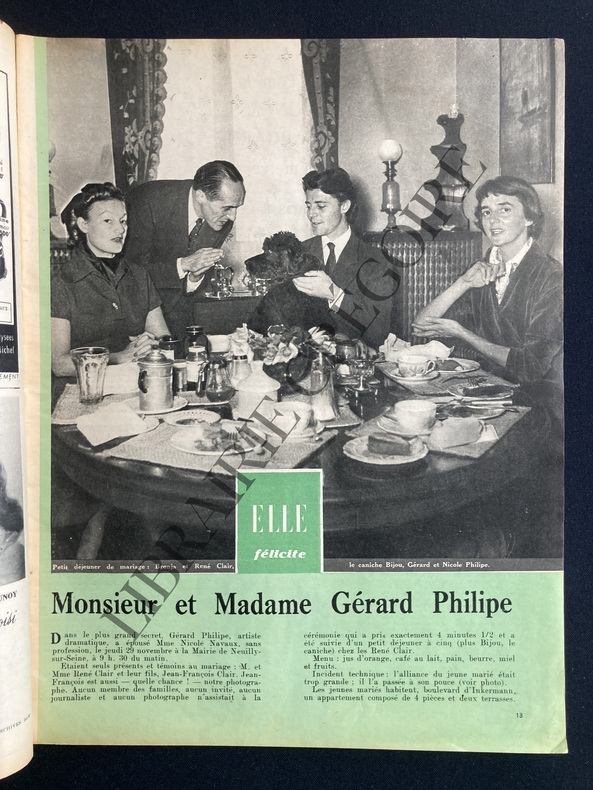 ELLE
félicite
Petit déjeuner de mariage : Bronia et René Clair,
le caniche Bijou, Gérard et Nicole Philipe.
Monsieur et Madame Gérard Philipe
Dans le plus grand secret, Gérard Philipe, artiste
dramatique, a épousé Mme Nicole Navaux, sans
profession, le jeudi 29 novembre à la Mairie de Neuilly-
sur-Seine, à 9 h. 30 du matin.
Etaient seuls présents et témoins au mariage : M. et
Mme René Clair et leur fils, Jean-François Clair. Jean-
François est aussi — quelle chance ! — notre photogra-
phe. Aucun membre des familles, aucun invité, aucun
journaliste et aucun photographe n'assistait à la
cérémonie qui a pris exactement 4 minutes 1/2 et a
été suivie d'un petit déjeuner à cinq (plus Bijou, le
caniche) chez les René Clair.
Menu : jus d'orange, café au lait, pain, beurre, miel
et fruits.
Incident technique : l'alliance du jeune marié était
trop grande ; il l'a passée à son pouce (voir photo).
Les jeunes mariés habitent, boulevard d'Inkermann,
un appartement composé de 4 pièces et deux terrasses.
13
LIBRAIRIE GREGOIRE